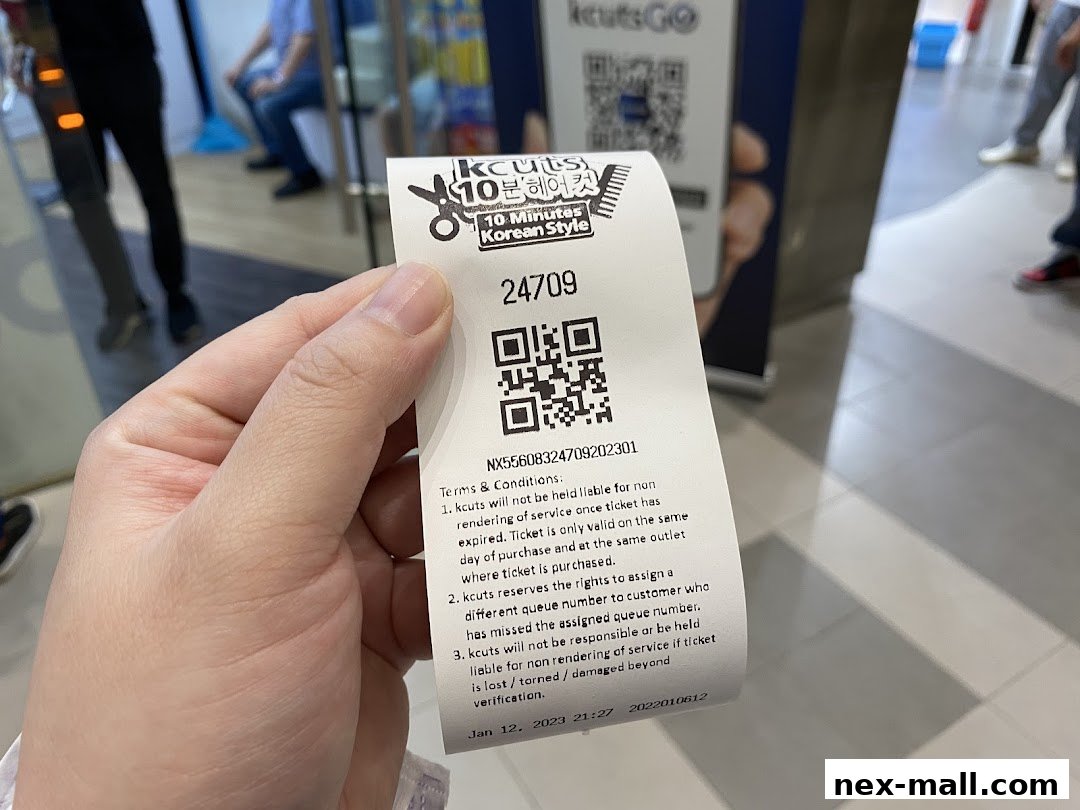 kcutsGO
kcuts
10분헤어컷
10 Minutes
Korean Style
24709
NX55608324709202301
Terms & Conditions:
1. kcuts will not be held liable for non
rendering of service once ticket has
expired. Ticket is only valid on the same
day of purchase and at the same outlet
where ticket is purchased.
2. kcuts reserves the rights to assign a
different queue number to customer who
has missed the assigned queue number.
3. kcuts will not be responsible or be held
liable for non rendering of service if ticket
is lost / torned / damaged beyond
verification.
Jan 12, 2023 21:27 2022010612
nex-mall.com